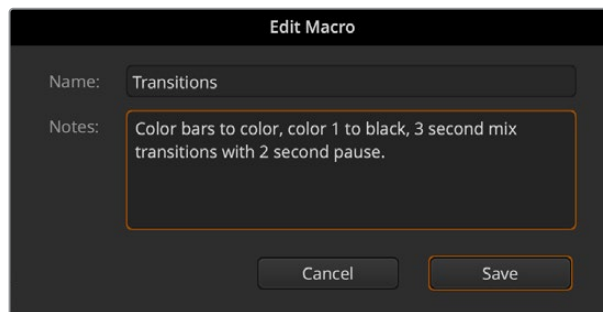 Edit Macro
Name:
Transitions
Notes:
Color bars to color, color 1 to black, 3 second mix
transitions with 2 second pause.
Cancel
Save